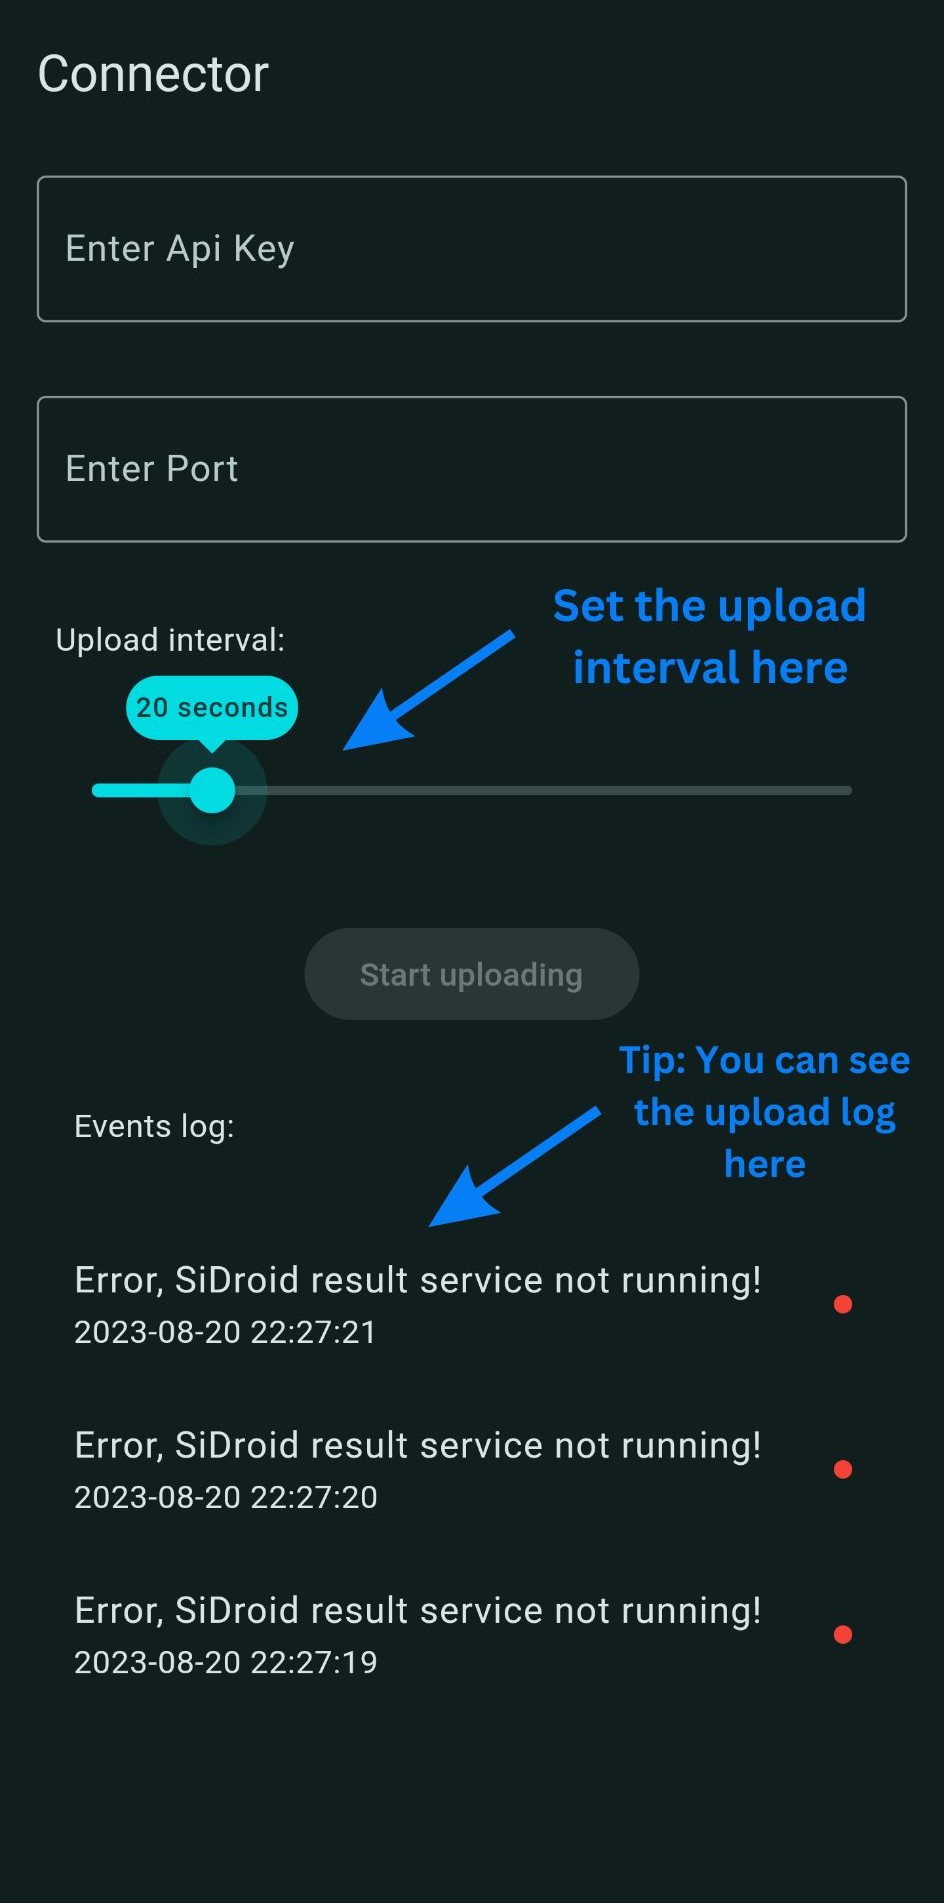 Connector
Enter Api Key
Enter Port
Set the upload
interval here
Upload interval:
20 seconds
Start uploading
Tip: You can see
the upload log
here
Events log:
Error, SiDroid result service not running!
2023-08-20 22:27:21
Error, SiDroid result service not running!
2023-08-20 22:27:20
Error, SiDroid result service not running!
2023-08-20 22:27:19